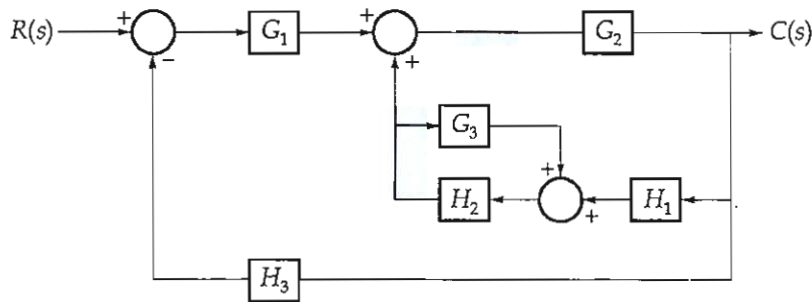 R(s) + − G₁ + + G₂ C(s)
G₃
+ +
H₂ H₁
H₃